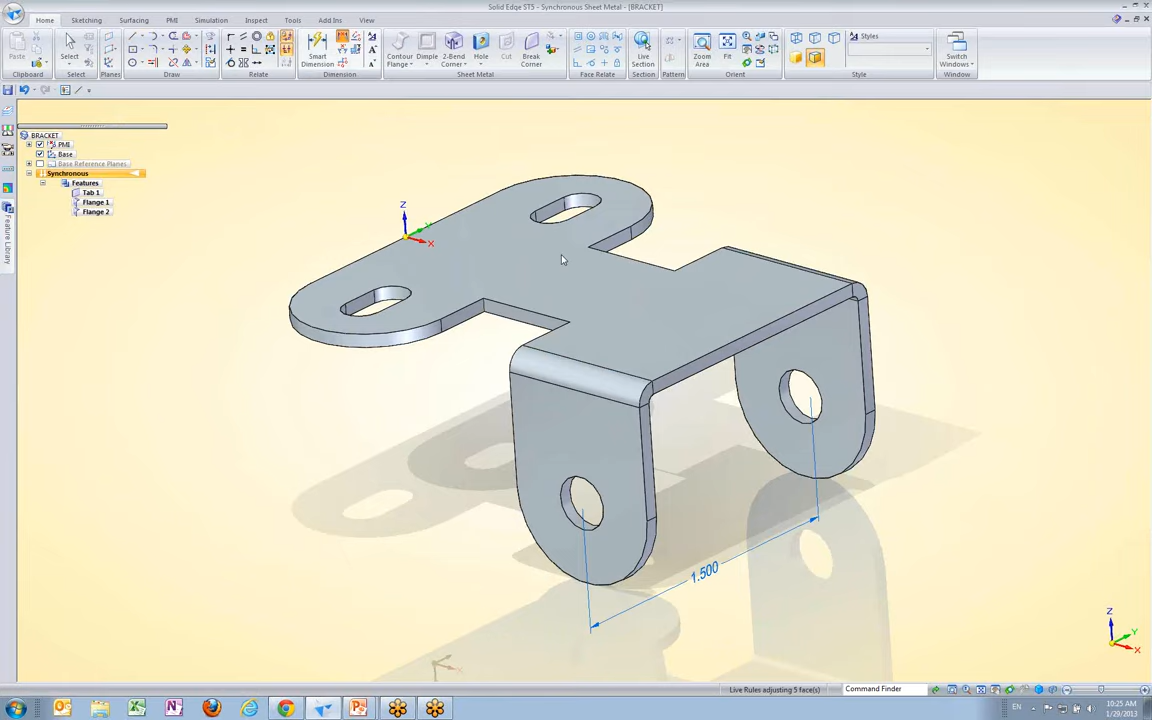 Solid Edge ST5 - Synchronous Sheet Metal - [BRACKET]
Home Sketching Surfacing PMI Simulation Inspect Tools Add Ins View
Paste
Clipboard
Select
Select
Planes
Draw
Relate
Smart Dimension
Dimension
Contour Flange
Dimple
2-Bend Corner
Hole
Cut
Break Corner
Sheet Metal
Face Relate
Live Section
Section
Pattern
Zoom Area
Fit
Orient
Styles
Style
Switch Windows
Window
BRACKET
PMI
Base
Base Reference Planes
Synchronous
Features
Tab 1
Flange 1
Flange 2
Feature Library
Z
Y
X
1.500
Z
Y
X
Live Rules adjusting 5 face(s)
Command Finder
EN
10:25 AM
1/29/2013